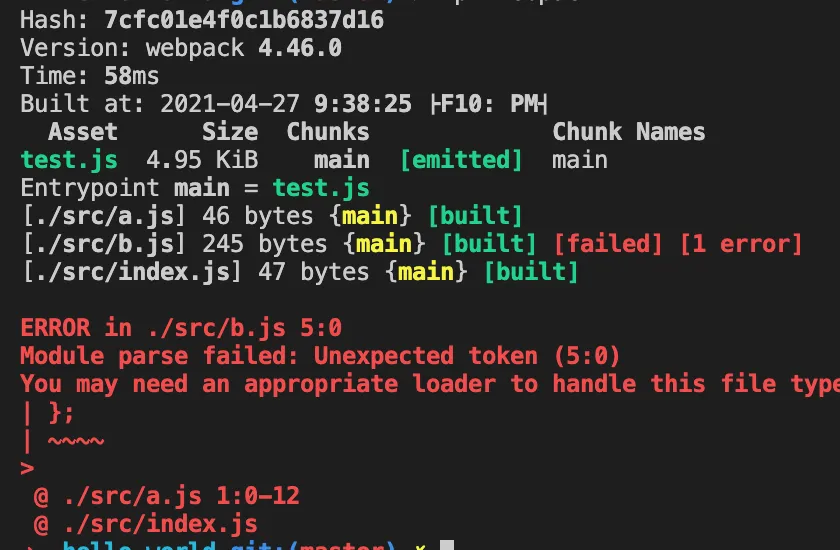 Hash: 7cfc01e4f0c1b6837d16
Version: webpack 4.46.0
Time: 58ms
Built at: 2021-04-27 9:38:25 ├F10: PM┤
Asset Size Chunks Chunk Names
test.js 4.95 KiB main [emitted] main
Entrypoint main = test.js
[./src/a.js] 46 bytes {main} [built]
[./src/b.js] 245 bytes {main} [built] [failed] [1 error]
[./src/index.js] 47 bytes {main} [built]
ERROR in ./src/b.js 5:0
Module parse failed: Unexpected token (5:0)
You may need an appropriate loader to handle this file type
| };
| ~~~~
>
@ ./src/a.js 1:0-12
@ ./src/index.js
hello-world git:(master) ✗